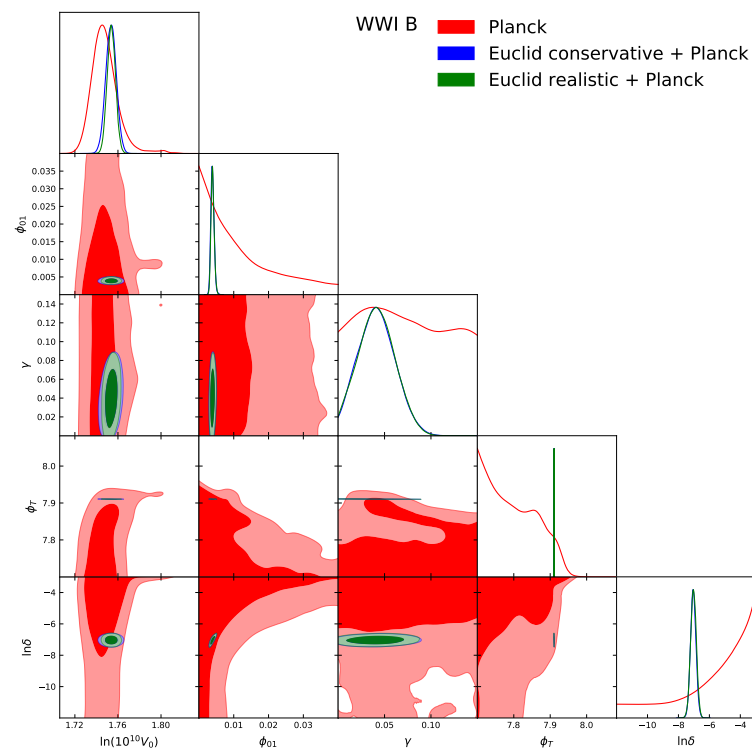 WWI B
Planck
Euclid conservative + Planck
Euclid realistic + Planck
0.035
0.030
0.025
0.020
0.015
0.010
0.005
ϕ₀₁
0.14
0.12
0.10
0.08
0.06
0.04
0.02
γ
8.0
7.9
7.8
ϕ_T
−4
−6
−8
−10
lnδ
1.72 1.76 1.80
0.01 0.02 0.03
0.05 0.10
7.8 7.9 8.0
−10 −8 −6 −4
ln(10¹⁰V₀)
ϕ₀₁
γ
ϕ_T
lnδ